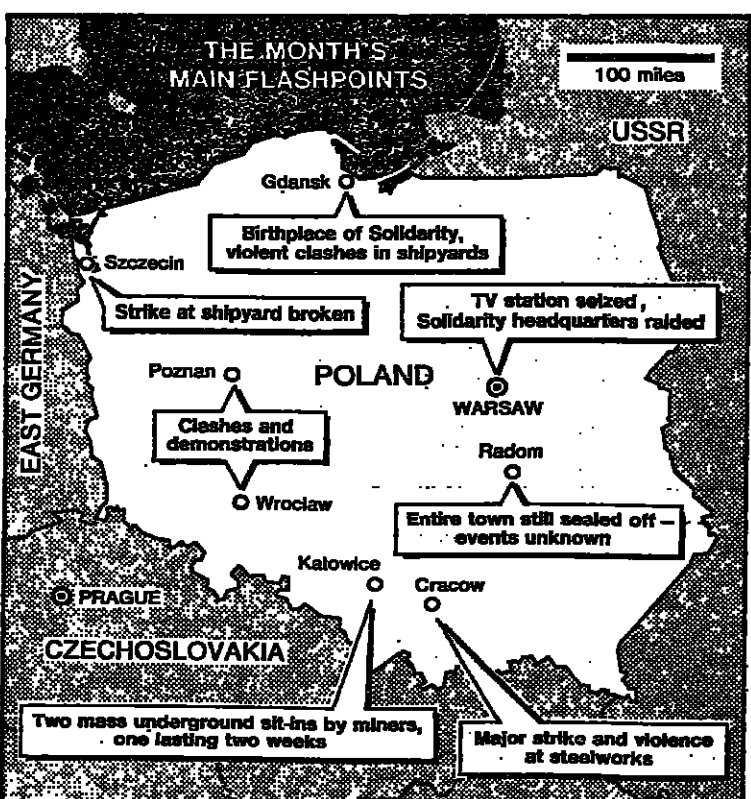 THE MONTH'S
MAIN FLASHPOINTS
100 miles
USSR
Gdansk
Birthplace of Solidarity,
violent clashes in shipyards
Szczecin
Strike at shipyard broken
TV station seized,
Solidarity headquarters raided
EAST GERMANY
Poznan
POLAND
WARSAW
Clashes and
demonstrations
Radom
Wroclaw
Entire town still sealed off –
events unknown
Katowice
Cracow
PRAGUE
CZECHOSLOVAKIA
Two mass underground sit-ins by miners,
one lasting two weeks
Major strike and violence
at steelworks